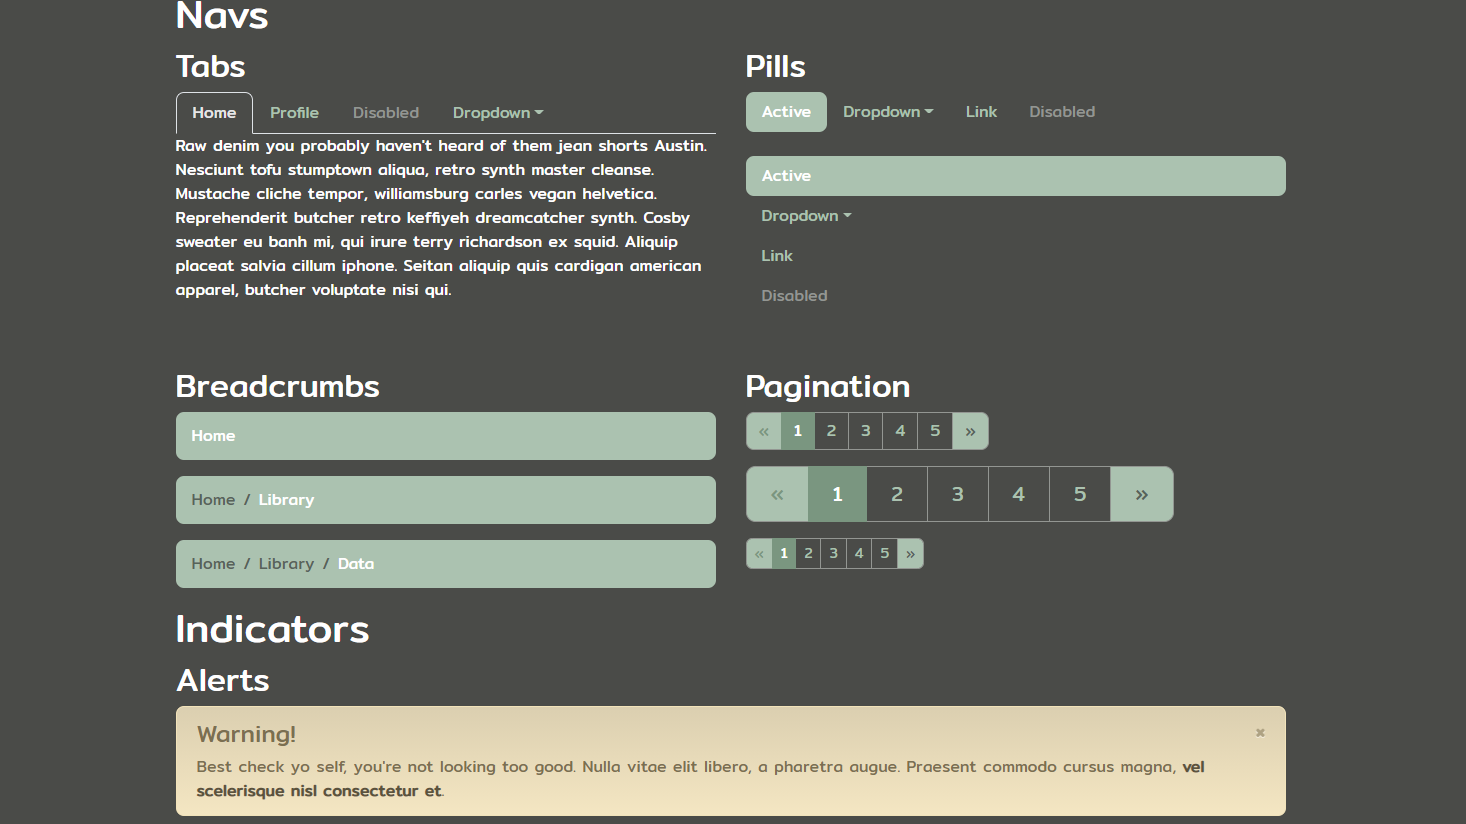 Navs
Tabs
Home Profile Disabled Dropdown
Raw denim you probably haven't heard of them jean shorts Austin.
Nesciunt tofu stumptown aliqua, retro synth master cleanse.
Mustache cliche tempor, williamsburg carles vegan helvetica.
Reprehenderit butcher retro keffiyeh dreamcatcher synth. Cosby
sweater eu banh mi, qui irure terry richardson ex squid. Aliquip
placeat salvia cillum iphone. Seitan aliquip quis cardigan american
apparel, butcher voluptate nisi qui.
Pills
Active Dropdown Link Disabled
Active
Dropdown
Link
Disabled
Breadcrumbs
Home
Home / Library
Home / Library / Data
Pagination
« 1 2 3 4 5 »
« 1 2 3 4 5 »
« 1 2 3 4 5 »
Indicators
Alerts
Warning! ×
Best check yo self, you're not looking too good. Nulla vitae elit libero, a pharetra augue. Praesent commodo cursus magna, vel
scelerisque nisl consectetur et.